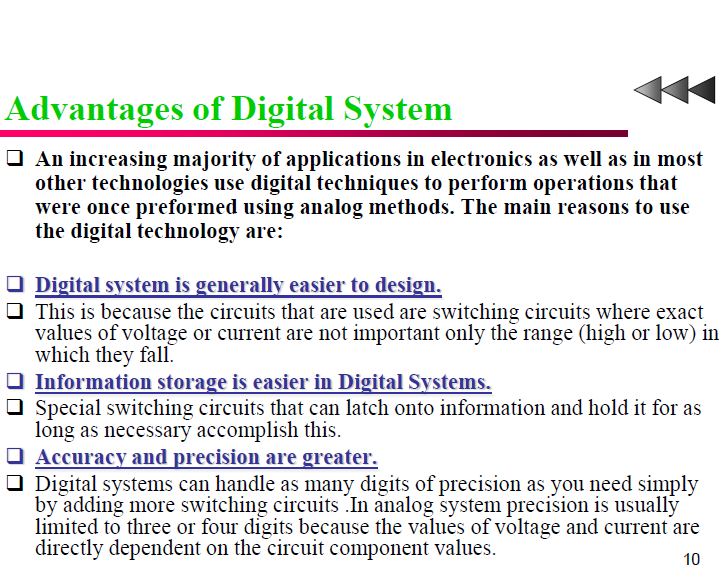 Advantages of Digital System
❑ An increasing majority of applications in electronics as well as in most
other technologies use digital techniques to perform operations that
were once preformed using analog methods. The main reasons to use
the digital technology are:
❑ Digital system is generally easier to design.
❑ This is because the circuits that are used are switching circuits where exact
values of voltage or current are not important only the range (high or low) in
which they fall.
❑ Information storage is easier in Digital Systems.
❑ Special switching circuits that can latch onto information and hold it for as
long as necessary accomplish this.
❑ Accuracy and precision are greater.
❑ Digital systems can handle as many digits of precision as you need simply
by adding more switching circuits .In analog system precision is usually
limited to three or four digits because the values of voltage and current are
directly dependent on the circuit component values.
10